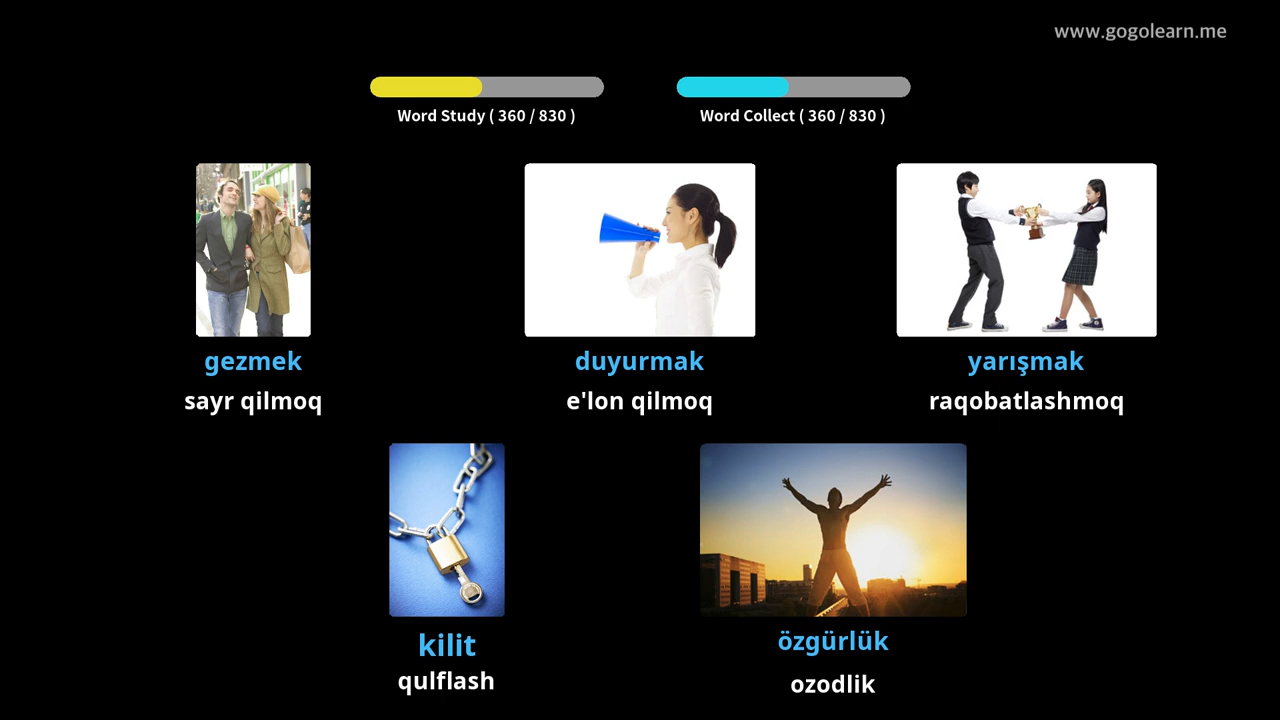 www.gogolearn.me
Word Study ( 360 / 830 )
Word Collect ( 360 / 830 )
gezmek
sayr qilmoq
duyurmak
e'lon qilmoq
yarışmak
raqobatlashmoq
kilit
qulflash
özgürlük
ozodlik